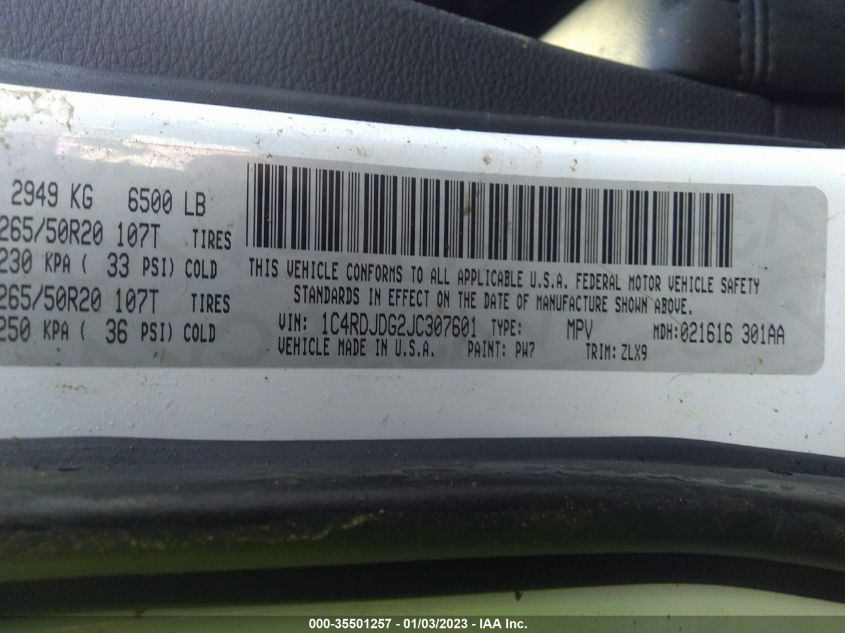 2949 KG 6500 LB
265/50R20 107T TIRES
230 KPA ( 33 PSI) COLD
265/50R20 107T TIRES
250 KPA ( 36 PSI) COLD
THIS VEHICLE CONFORMS TO ALL APPLICABLE U.S.A. FEDERAL MOTOR VEHICLE SAFETY
STANDARDS IN EFFECT ON THE DATE OF MANUFACTURE SHOWN ABOVE.
VIN: 1C4RDJDG2JC307601 TYPE: MPV MDH:021616 301AA
VEHICLE MADE IN U.S.A. PAINT: PW7 TRIM: ZLX9
000-35501257 - 01/03/2023 - IAA Inc.